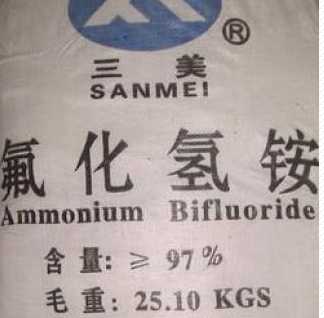 ®
三 美
SANMEI
氟化氢铵
Ammonium Bifluoride
含 量: ≥ 97%
毛 重: 25.10 KGS